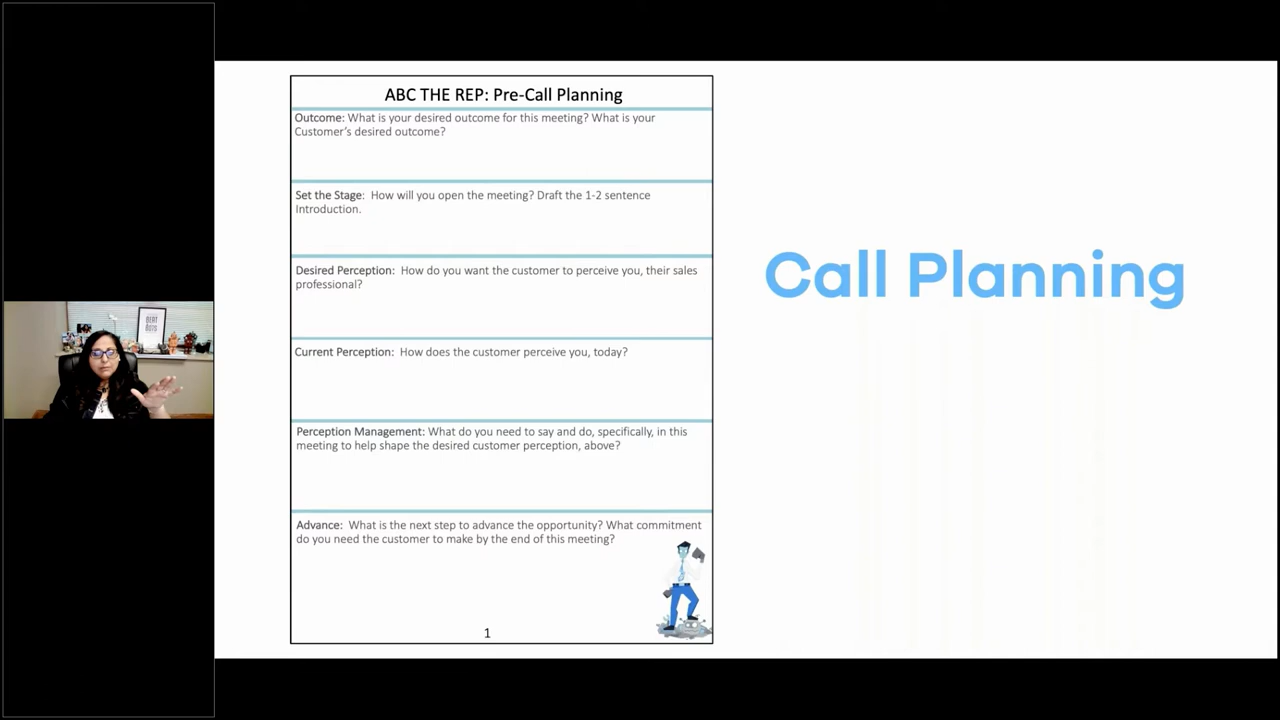 ABC THE REP: Pre-Call Planning
Outcome: What is your desired outcome for this meeting? What is your
Customer's desired outcome?
Set the Stage: How will you open the meeting? Draft the 1-2 sentence
Introduction.
Desired Perception: How do you want the customer to perceive you, their sales
professional?
Current Perception: How does the customer perceive you, today?
Perception Management: What do you need to say and do, specifically, in this
meeting to help shape the desired customer perception, above?
Advance: What is the next step to advance the opportunity? What commitment
do you need the customer to make by the end of this meeting?
1
Call Planning